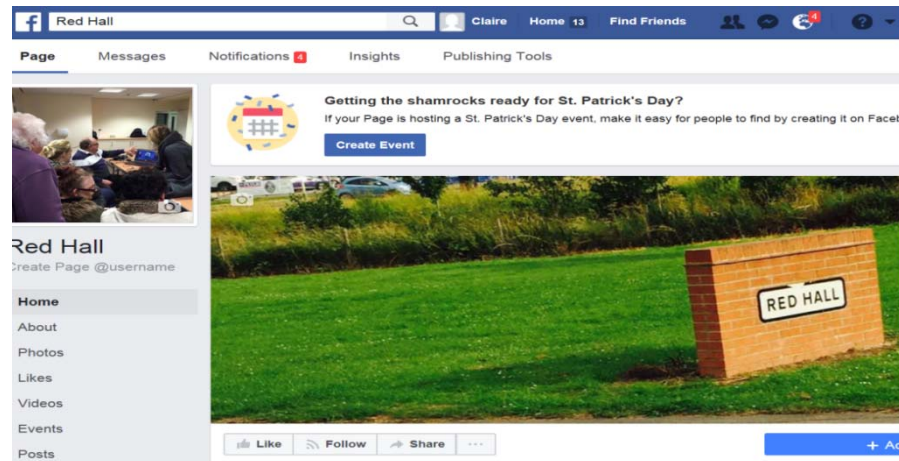 f Red Hall Claire Home 13 Find Friends 4 ?
Page Messages Notifications 4 Insights Publishing Tools
Getting the shamrocks ready for St. Patrick's Day?
If your Page is hosting a St. Patrick's Day event, make it easy for people to find by creating it on Faceb
Create Event
Red Hall
Create Page @username
RED HALL
Home
About
Photos
Likes
Videos
Events
Posts
Like Follow Share ...
+ Ad